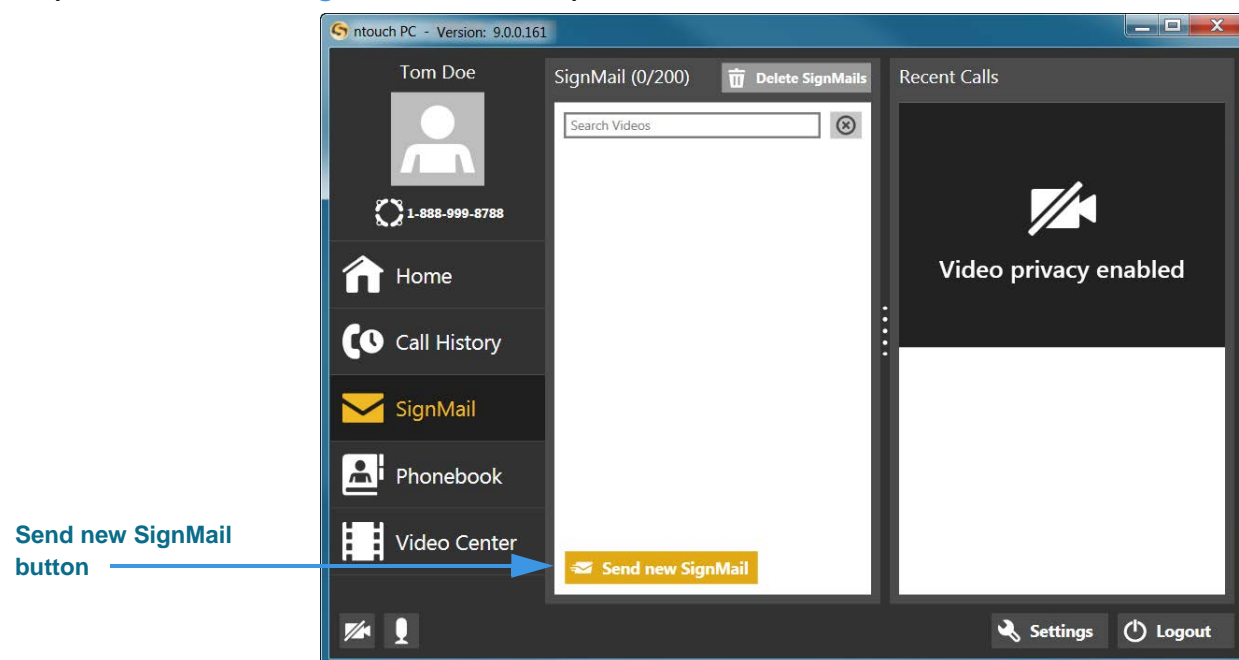 ntouch PC - Version: 9.0.0.161
Tom Doe
1-888-999-8788
Home
Call History
SignMail
Phonebook
Video Center
SignMail (0/200)
Delete SignMails
Search Videos
Send new SignMail
Recent Calls
Video privacy enabled
Settings
Logout
Send new SignMail
button